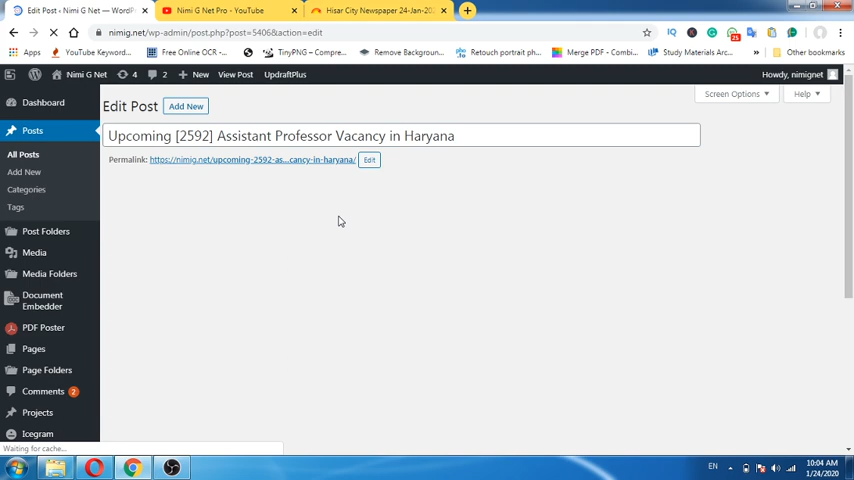 Edit Post ‹ Nimi G Net — WordPr
Nimi G Net Pro - YouTube
Hisar City Newspaper 24-Jan-202
nimig.net/wp-admin/post.php?post=5406&action=edit
Apps
YouTube Keyword...
Free Online OCR -...
TinyPNG – Compre...
Remove Background...
Retouch portrait ph...
Merge PDF - Combi...
Study Materials Arc...
»
Other bookmarks
Nimi G Net
4
2
New
View Post
UpdraftPlus
Howdy, nimignet
Screen Options
Help
Dashboard
Posts
All Posts
Add New
Categories
Tags
Post Folders
Media
Media Folders
Document
Embedder
PDF Poster
Pages
Page Folders
Comments 2
Projects
Icegram
Edit Post
Add New
Upcoming [2592] Assistant Professor Vacancy in Haryana
Permalink: https://nimig.net/upcoming-2592-as...cancy-in-haryana/ Edit
Waiting for cache...
EN
10:04 AM
1/24/2020